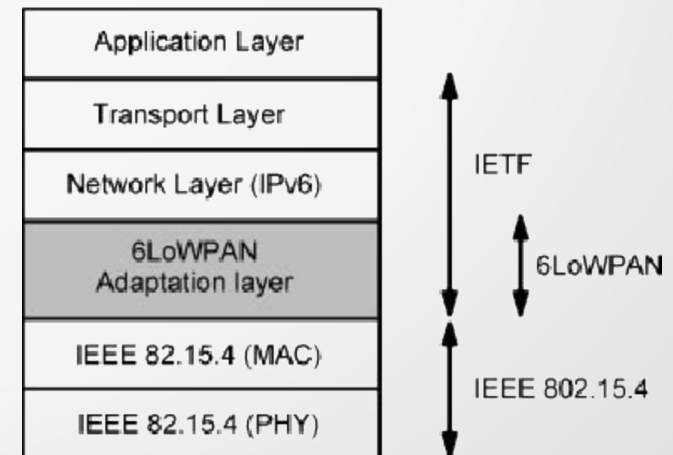 Application Layer
Transport Layer
Network Layer (IPv6)
6LoWPAN
Adaptation layer
IEEE 82.15.4 (MAC)
IEEE 82.15.4 (PHY)
IETF
6LoWPAN
IEEE 802.15.4